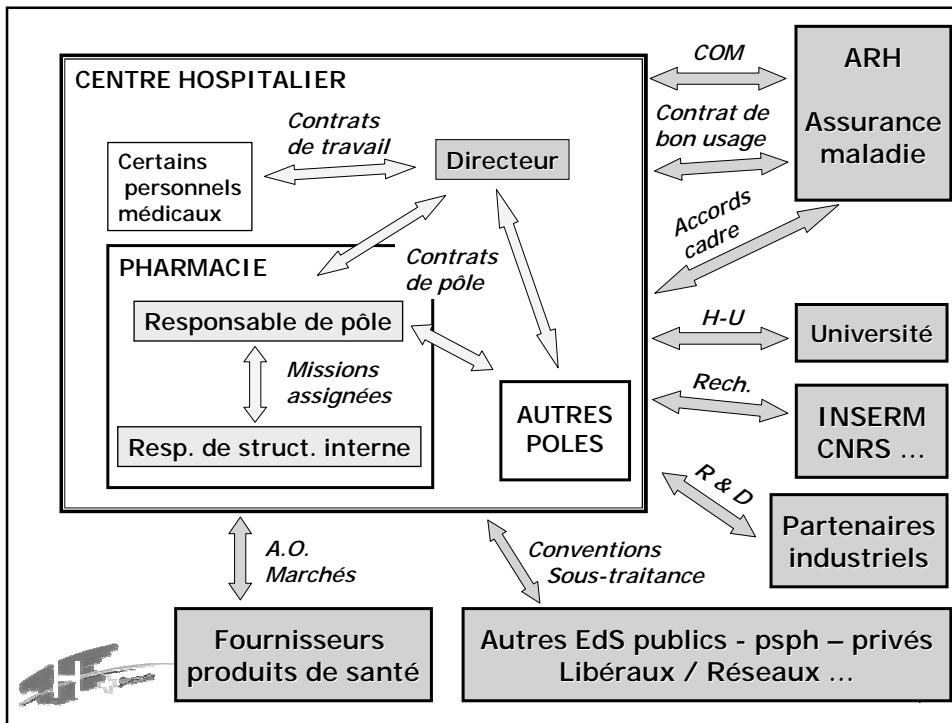 CENTRE HOSPITALIER
Contrats
de travail
Certains
personnels
médicaux
Directeur
PHARMACIE
Contrats
de pôle
Responsable de pôle
Missions
assignées
Resp. de struct. interne
AUTRES
POLES
COM
Contrat de
bon usage
Accords
cadre
ARH
Assurance
maladie
H-U
Université
Rech.
INSERM
CNRS ...
R & D
Partenaires
industriels
A.O.
Marchés
Conventions
Sous-traitance
Fournisseurs
produits de santé
Autres EdS publics - psph – privés
Libéraux / Réseaux ...